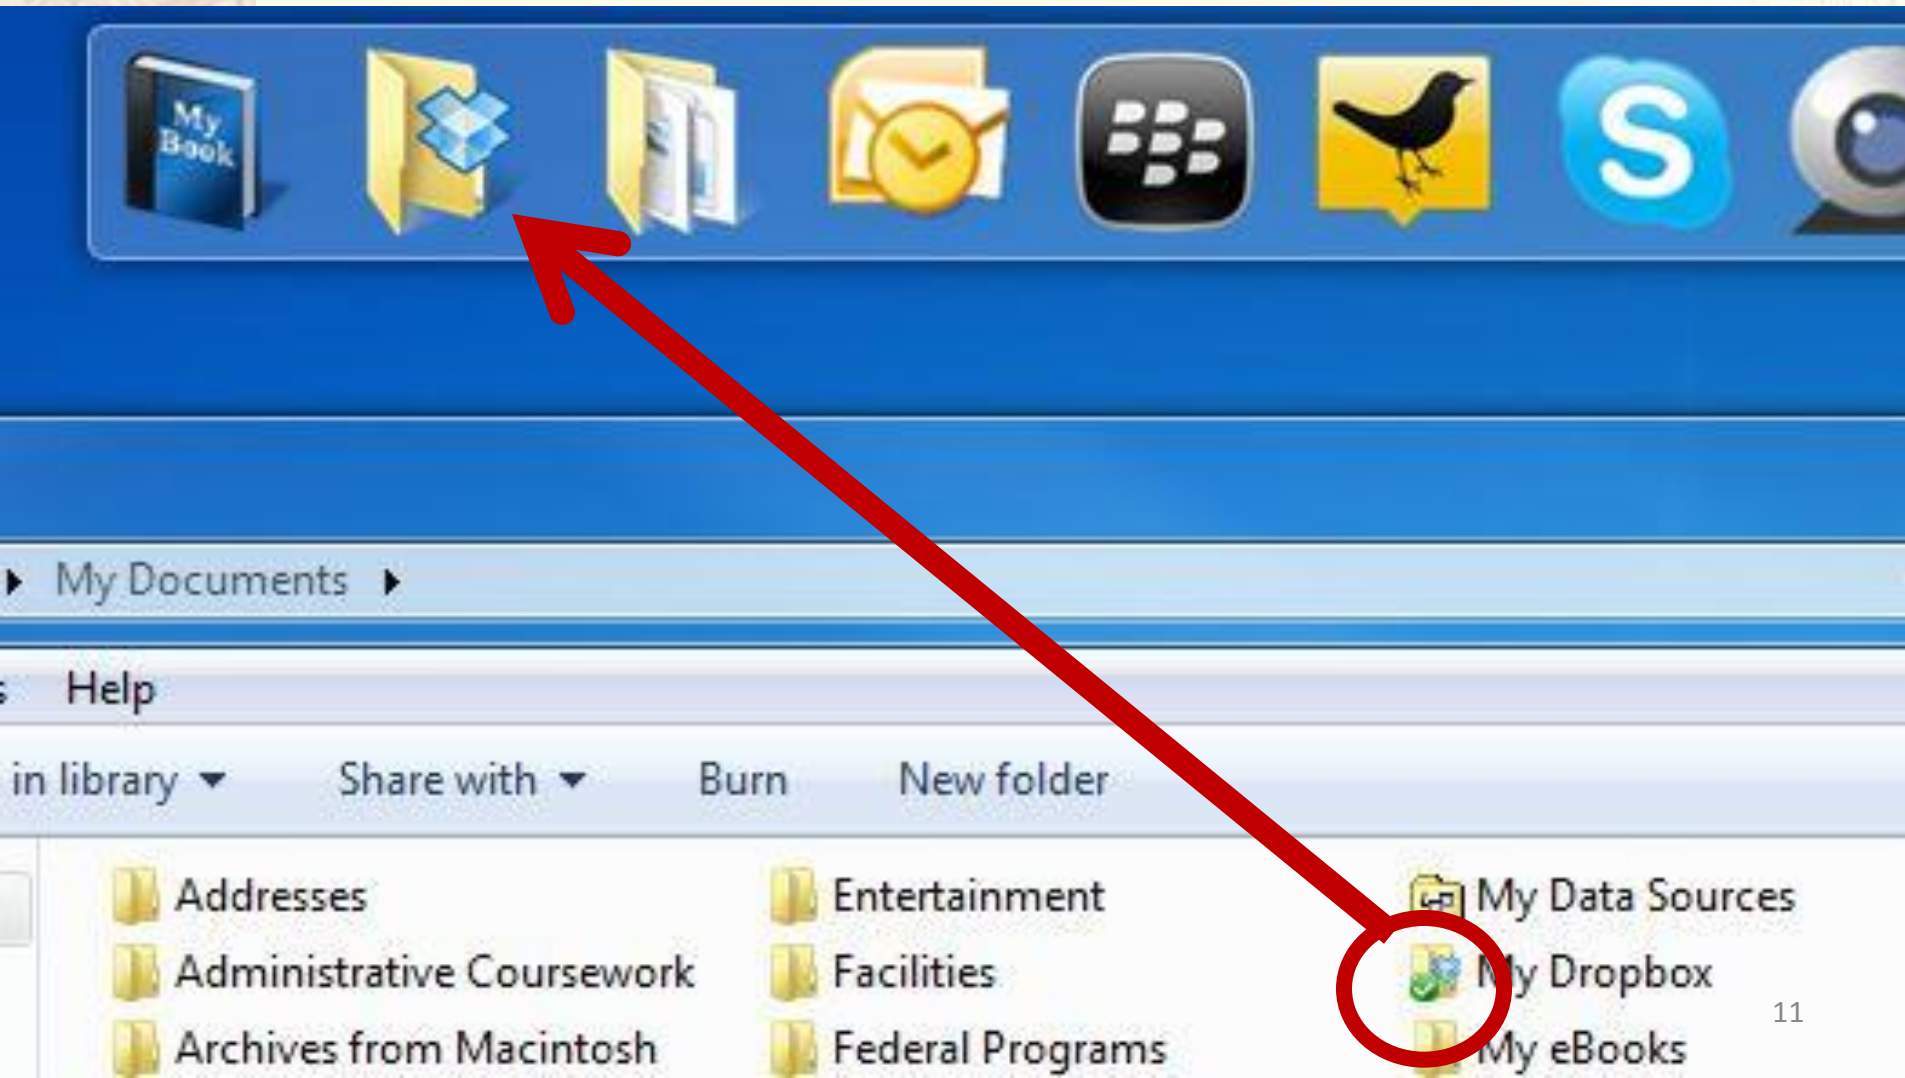 My
Book
S
My Documents
s Help
in library Share with Burn New folder
Addresses Entertainment My Data Sources
Administrative Coursework Facilities My Dropbox
11
Archives from Macintosh Federal Programs My eBooks